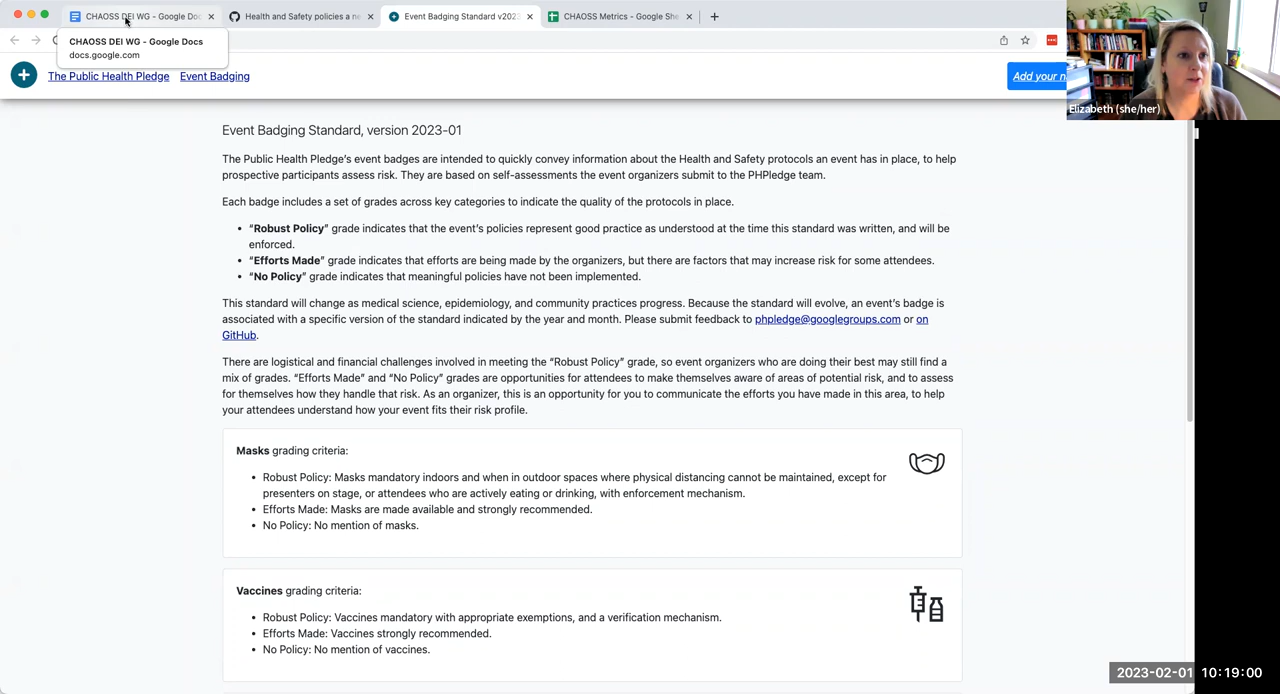 CHAOSS DEI WG - Google Doc
Health and Safety policies a ne
Event Badging Standard v2023
CHAOSS Metrics - Google She
CHAOSS DEI WG - Google Docs
docs.google.com
The Public Health Pledge
Event Badging
Add your n
Elizabeth (she/her)
Event Badging Standard, version 2023-01
The Public Health Pledge's event badges are intended to quickly convey information about the Health and Safety protocols an event has in place, to help
prospective participants assess risk. They are based on self-assessments the event organizers submit to the PHPledge team.
Each badge includes a set of grades across key categories to indicate the quality of the protocols in place.
• “Robust Policy” grade indicates that the event's policies represent good practice as understood at the time this standard was written, and will be
enforced.
• “Efforts Made” grade indicates that efforts are being made by the organizers, but there are factors that may increase risk for some attendees.
• “No Policy” grade indicates that meaningful policies have not been implemented.
This standard will change as medical science, epidemiology, and community practices progress. Because the standard will evolve, an event's badge is
associated with a specific version of the standard indicated by the year and month. Please submit feedback to phpledge@googlegroups.com or on
GitHub.
There are logistical and financial challenges involved in meeting the “Robust Policy” grade, so event organizers who are doing their best may still find a
mix of grades. “Efforts Made” and “No Policy” grades are opportunities for attendees to make themselves aware of areas of potential risk, and to assess
for themselves how they handle that risk. As an organizer, this is an opportunity for you to communicate the efforts you have made in this area, to help
your attendees understand how your event fits their risk profile.
Masks grading criteria:
• Robust Policy: Masks mandatory indoors and when in outdoor spaces where physical distancing cannot be maintained, except for
presenters on stage, or attendees who are actively eating or drinking, with enforcement mechanism.
• Efforts Made: Masks are made available and strongly recommended.
• No Policy: No mention of masks.
Vaccines grading criteria:
• Robust Policy: Vaccines mandatory with appropriate exemptions, and a verification mechanism.
• Efforts Made: Vaccines strongly recommended.
• No Policy: No mention of vaccines.
2023-02-01 10:19:00